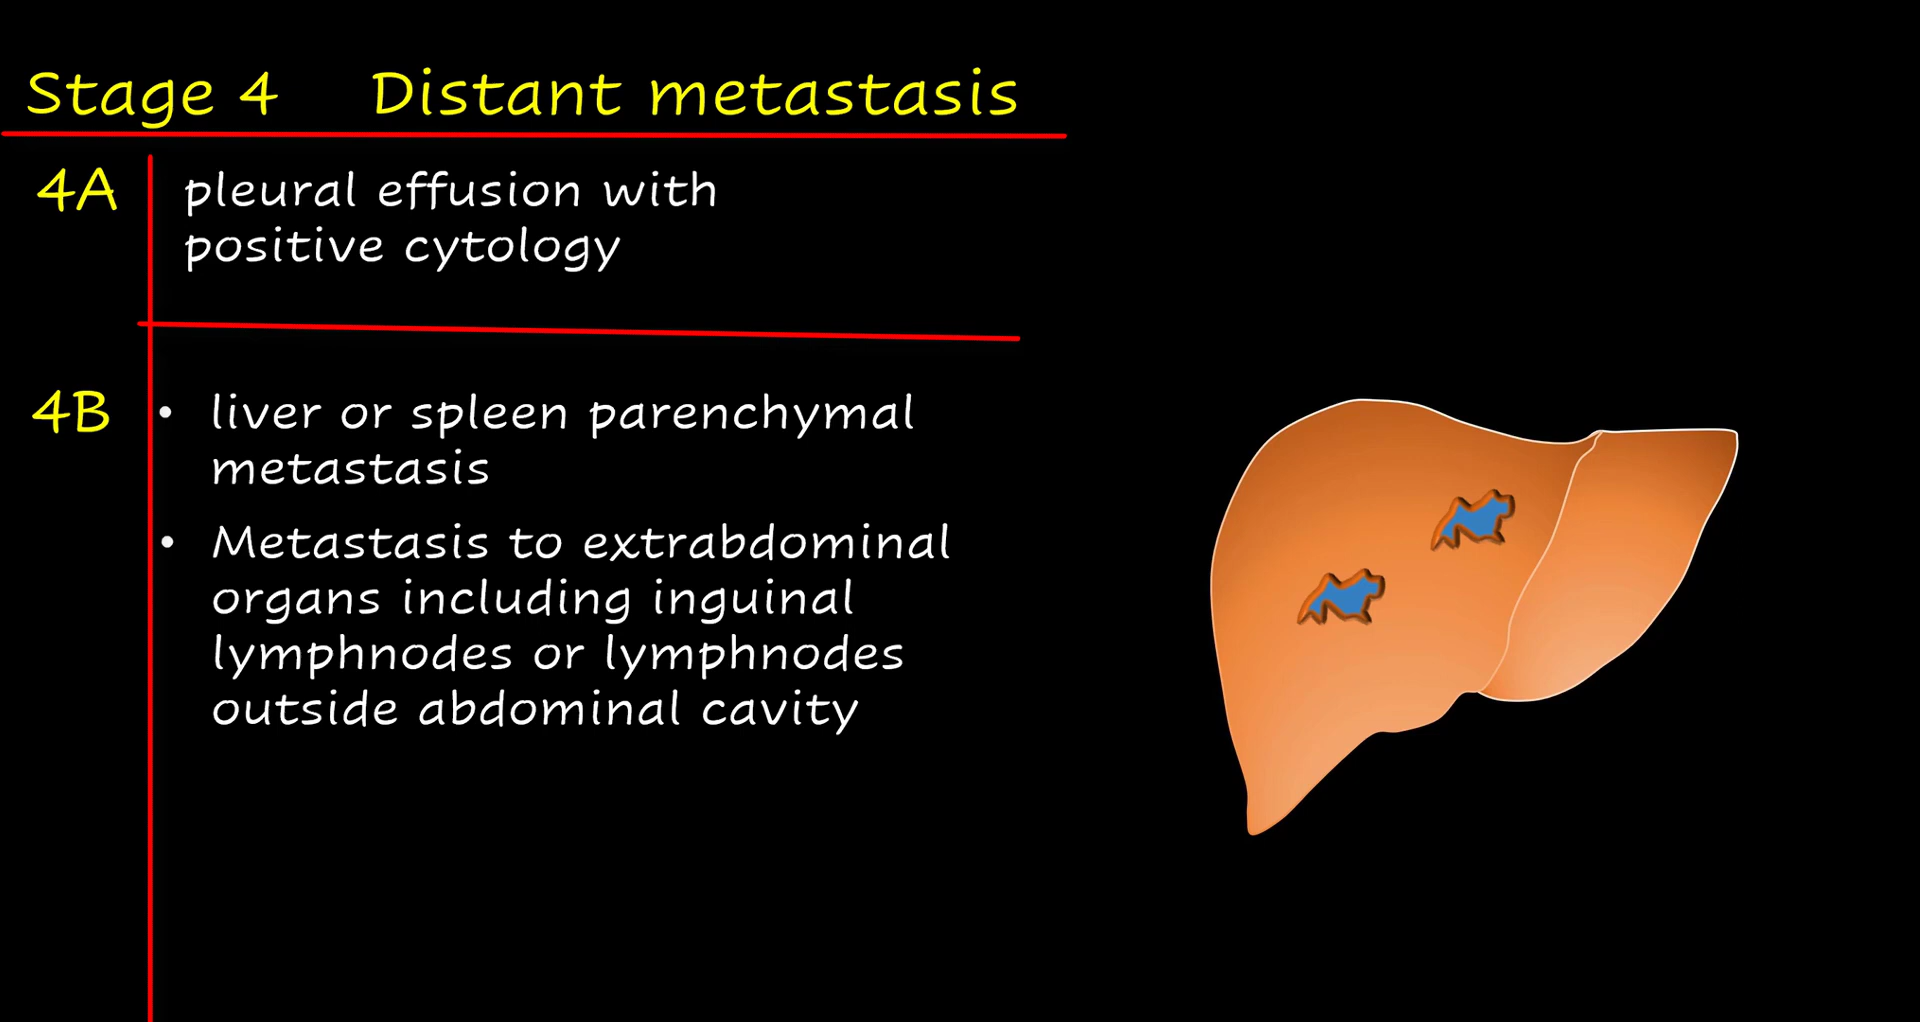 Stage 4 Distant metastasis
4A pleural effusion with
positive cytology
4B • liver or spleen parenchymal
metastasis
• Metastasis to extrabdominal
organs including inguinal
lymphnodes or lymphnodes
outside abdominal cavity